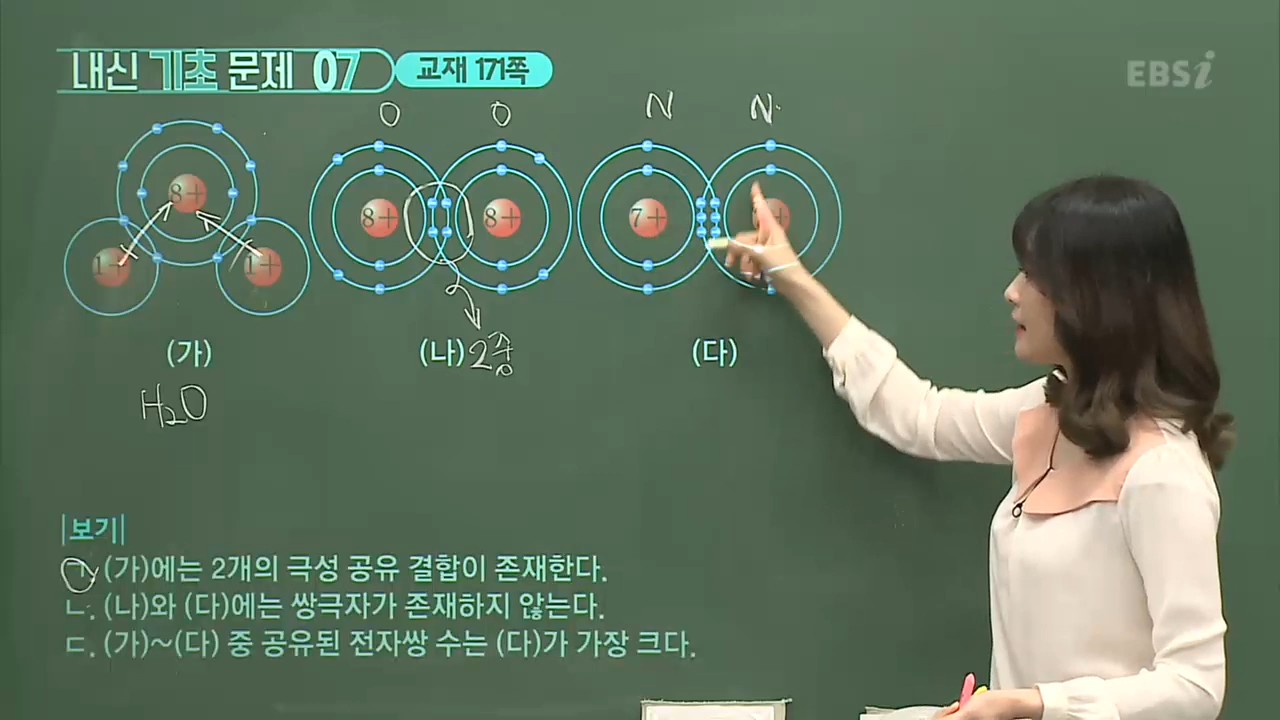 내신 기초 문제 07 교재 171쪽
EBSi
O O N N
8+ 8+ 8+ 7+
1+ 1+
(가) (나) 2중 (다)
H₂O
|보기|
ㄱ. (가)에는 2개의 극성 공유 결합이 존재한다.
ㄴ. (나)와 (다)에는 쌍극자가 존재하지 않는다.
ㄷ. (가)~(다) 중 공유된 전자쌍 수는 (다)가 가장 크다.